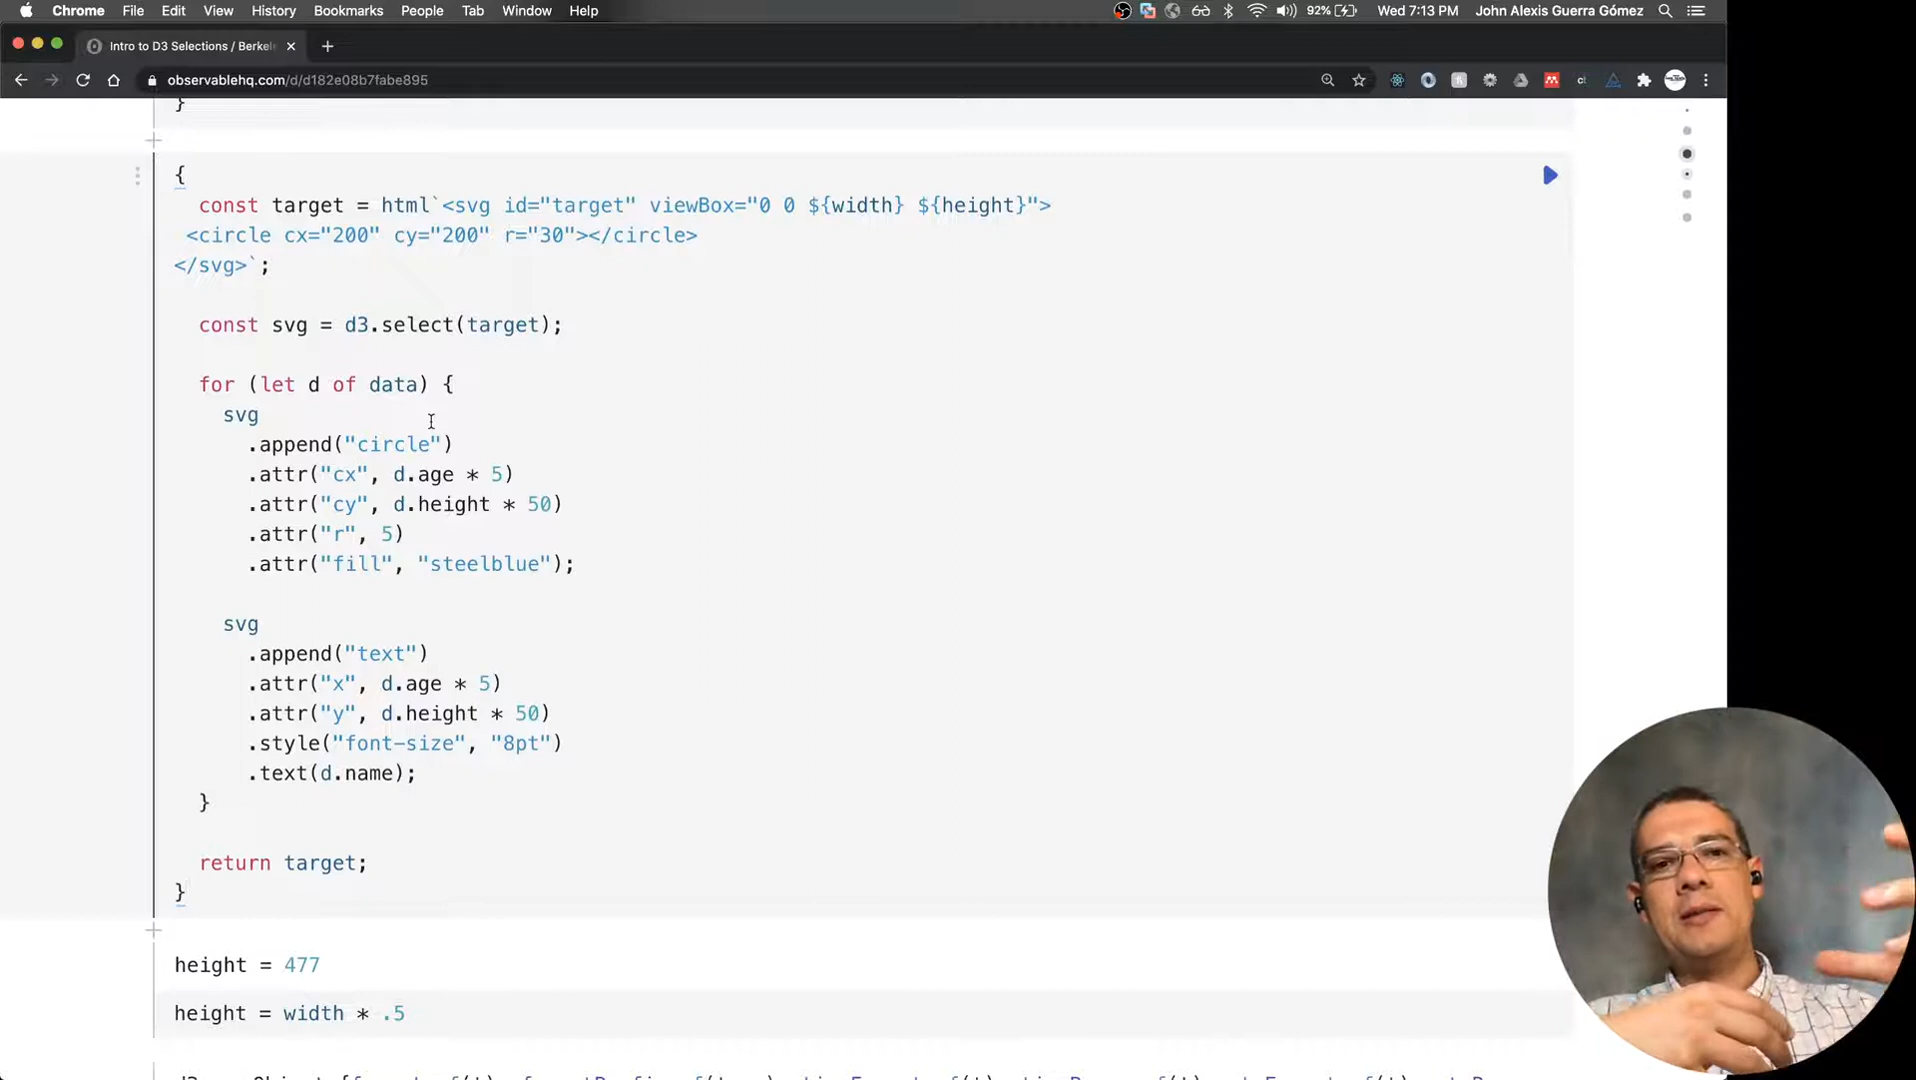 Chrome File Edit View History Bookmarks People Tab Window Help 92% Wed 7:13 PM John Alexis Guerra Gómez
Intro to D3 Selections / Berkel
observablehq.com/d/d182e08b7fabe895
}
{
const target = html`<svg id="target" viewBox="0 0 ${width} ${height}">
<circle cx="200" cy="200" r="30"></circle>
</svg>`;
const svg = d3.select(target);
for (let d of data) {
svg
.append("circle")
.attr("cx", d.age * 5)
.attr("cy", d.height * 50)
.attr("r", 5)
.attr("fill", "steelblue");
svg
.append("text")
.attr("x", d.age * 5)
.attr("y", d.height * 50)
.style("font-size", "8pt")
.text(d.name);
}
return target;
}
height = 477
height = width * .5